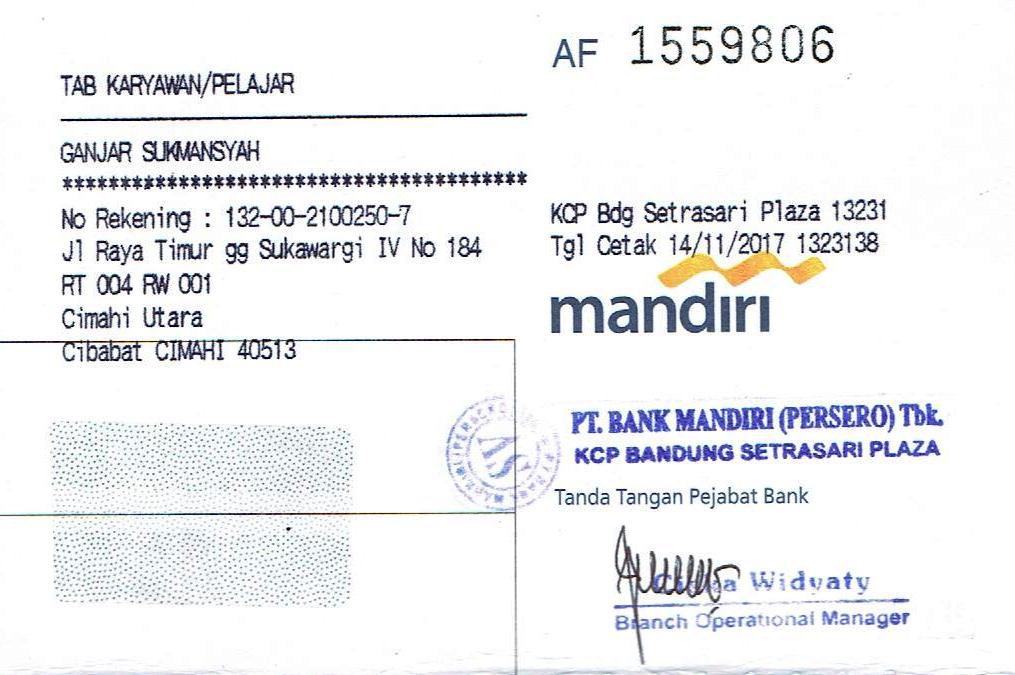 AF 1559806
TAB KARYAWAN/PELAJAR
GANJAR SUKMANSYAH
****************************************
No Rekening : 132-00-2100250-7
Jl Raya Timur gg Sukawargi IV No 184
RT 004 RW 001
Cimahi Utara
Cibabat CIMAHI 40513
KCP Bdg Setrasari Plaza 13231
Tgl Cetak 14/11/2017 1323138
mandiri
PT. BANK MANDIRI (PERSERO) Tbk.
KCP BANDUNG SETRASARI PLAZA
Tanda Tangan Pejabat Bank
Widyaty
Branch Operational Manager